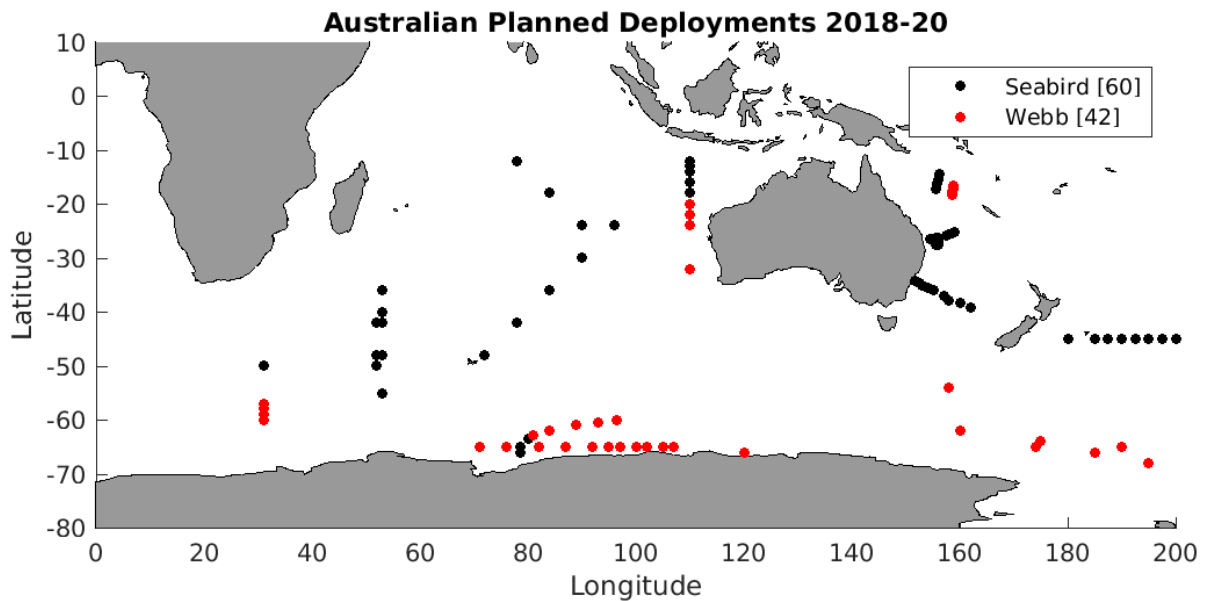 Australian Planned Deployments 2018-20
10
0
-10
-20
-30
-40
-50
-60
-70
-80
Latitude
Seabird [60]
Webb [42]
0 20 40 60 80 100 120 140 160 180 200
Longitude